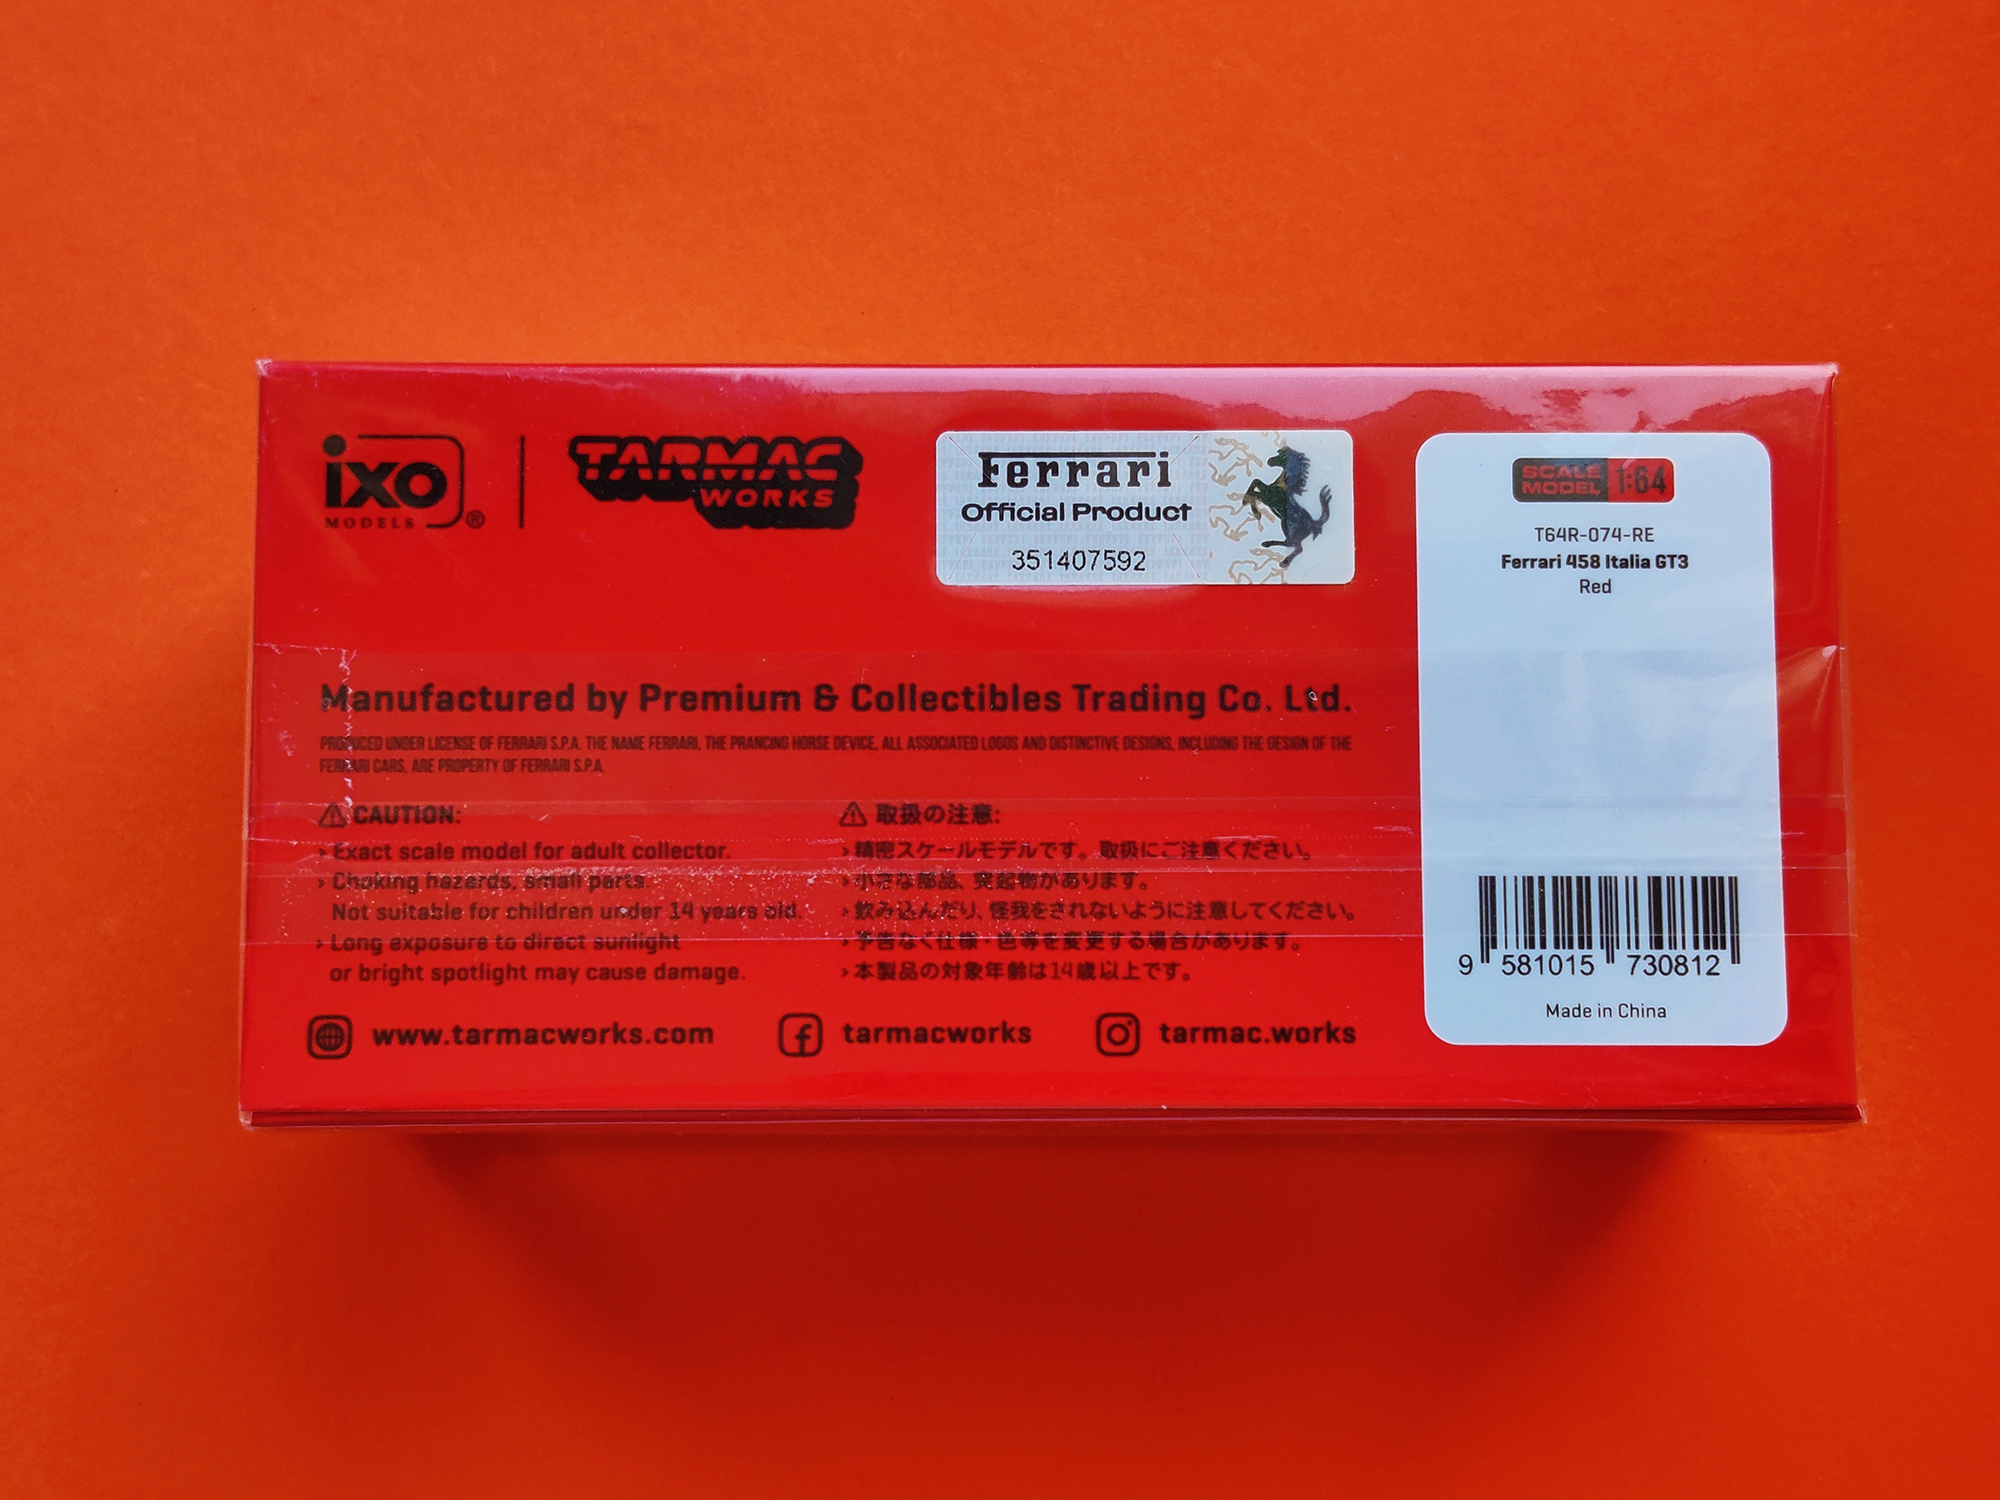 ixo
MODELS ®
TARMAC
WORKS
Ferrari
Official Product
351407592
SCALE
MODEL 1:64
T64R-074-RE
Ferrari 458 Italia GT3
Red
Manufactured by Premium & Collectibles Trading Co. Ltd.
PRODUCED UNDER LICENSE OF FERRARI S.P.A. THE NAME FERRARI, THE PRANCING HORSE DEVICE, ALL ASSOCIATED LOGOS AND DISTINCTIVE DESIGNS, INCLUDING THE DESIGN OF THE
FERRARI CARS, ARE PROPERTY OF FERRARI S.P.A.
⚠ CAUTION:
› Exact scale model for adult collector.
› Choking hazards, small parts.
Not suitable for children under 14 years old.
› Long exposure to direct sunlight
or bright spotlight may cause damage.
⚠ 取扱の注意:
› 精密スケールモデルです。取扱にご注意ください。
› 小さな部品、突起物があります。
› 飲み込んだり、怪我をされないように注意してください。
› 予告なく仕様・色等を変更する場合があります。
› 本製品の対象年齢は14歳以上です。
www.tarmacworks.com
tarmacworks
tarmac.works
9 581015 730812
Made in China